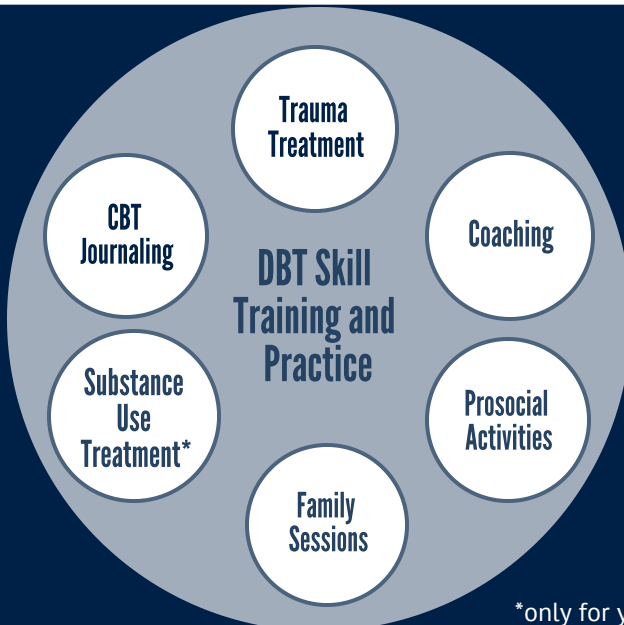 Trauma
Treatment
CBT
Journaling
Coaching
DBT Skill
Training and
Practice
Substance
Use
Treatment*
Prosocial
Activities
Family
Sessions
*only for